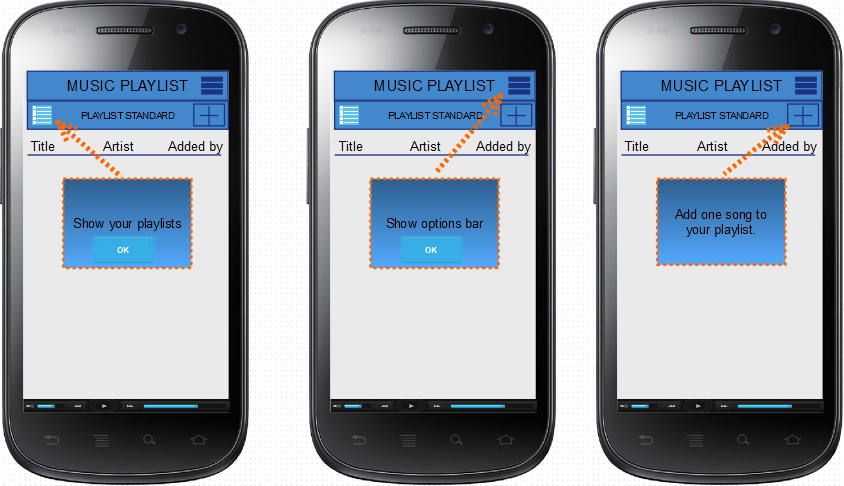 MUSIC PLAYLIST
PLAYLIST STANDARD
Title Artist Added by
Show your playlists
OK
MUSIC PLAYLIST
PLAYLIST STANDARD
Title Artist Added by
Show options bar
OK
MUSIC PLAYLIST
PLAYLIST STANDARD
Title Artist Added by
Add one song to
your playlist.